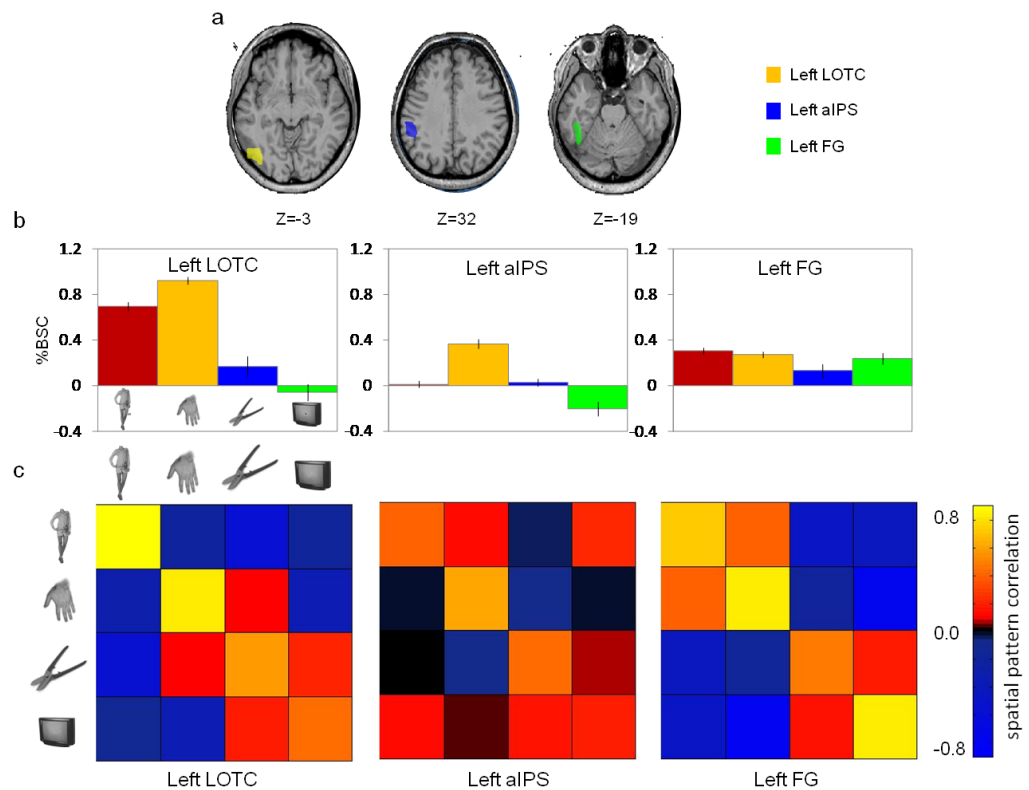 a
Left LOTC
Left aIPS
Left FG
Z=-3
Z=32
Z=-19
b
%BSC
1.2
0.8
0.4
0
-0.4
Left LOTC
1.2
0.8
0.4
0
-0.4
Left aIPS
1.2
0.8
0.4
0
-0.4
Left FG
c
Left LOTC
Left aIPS
Left FG
0.8
0.0
-0.8
spatial pattern correlation